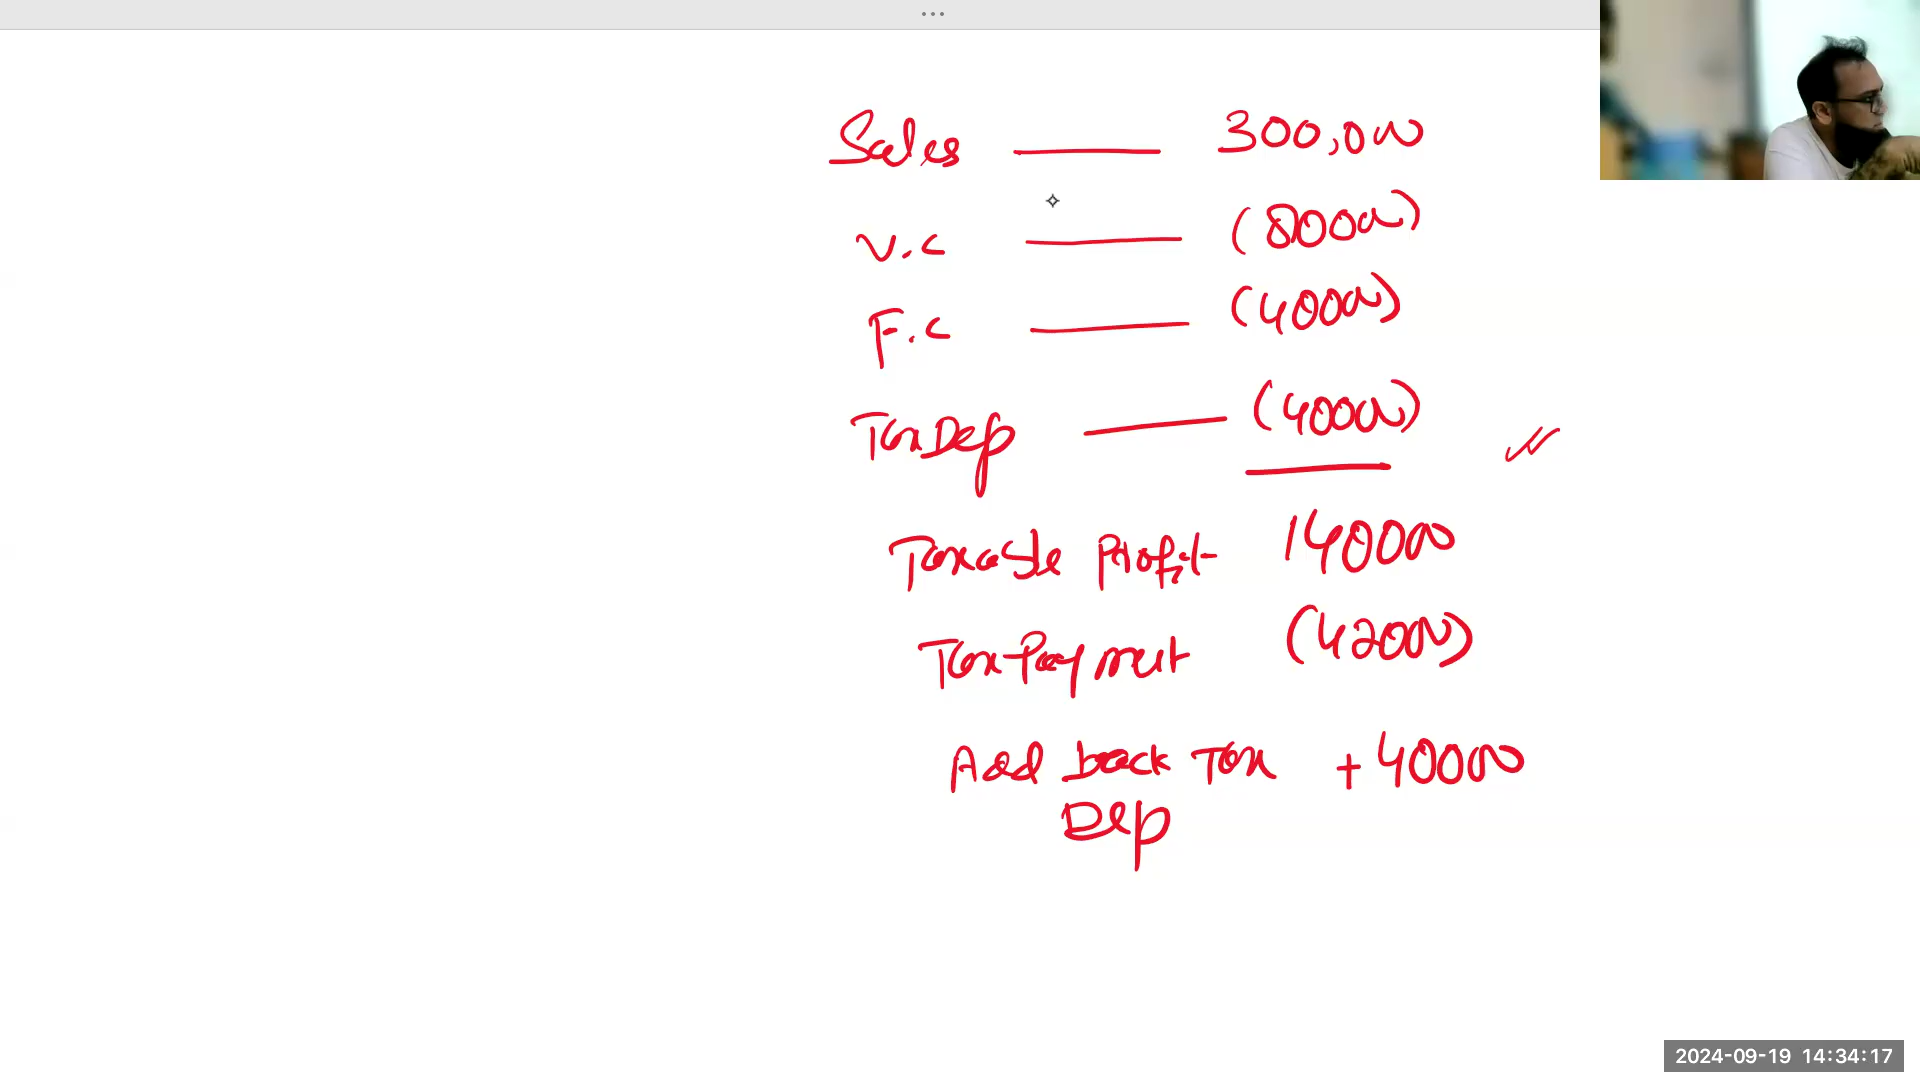 Sales 300,000
V.C (80000)
F.C (40000)
Tax Dep (40000)
Taxable Profit 140000
Tax Payment (42000)
Add back Tax +40000
Dep
2024-09-19 14:34:17